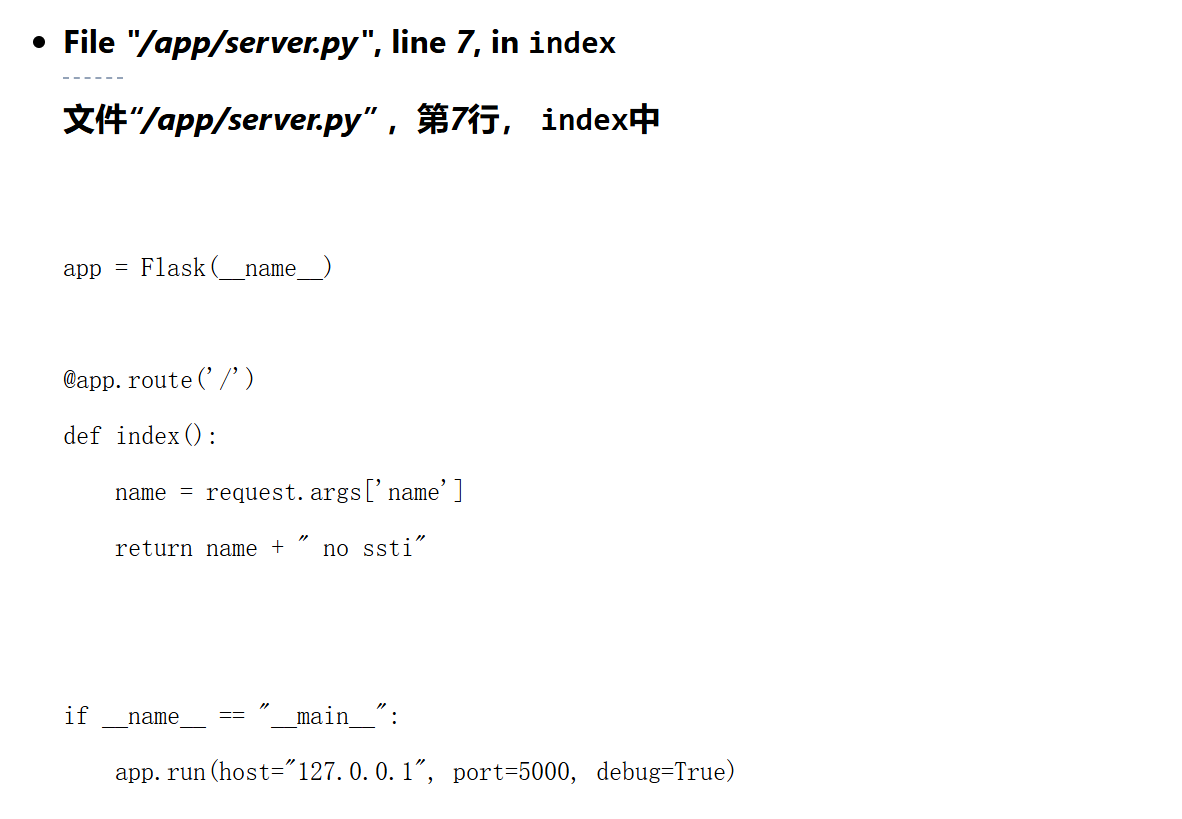 File "/app/server.py", line 7, in index
文件“/app/server.py” ，第7行， index中
app = Flask(__name__)
@app.route('/')
def index():
    name = request.args['name']
    return name + " no ssti"
if __name__ == "__main__":
    app.run(host="127.0.0.1", port=5000, debug=True)